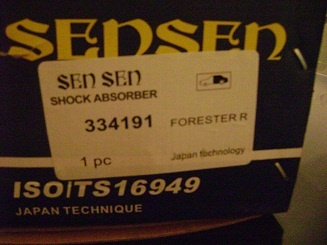 SENSEN
SEN SEN
SHOCK ABSORBER
334191 FORESTER R
1 pc Japan technology
ISO/TS16949
JAPAN TECHNIQUE